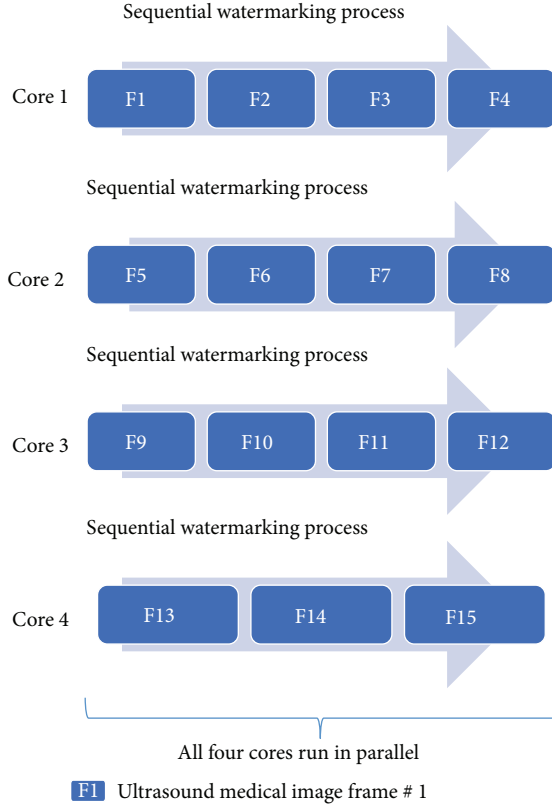 Sequential watermarking process
Core 1 F1 F2 F3 F4
Sequential watermarking process
Core 2 F5 F6 F7 F8
Sequential watermarking process
Core 3 F9 F10 F11 F12
Sequential watermarking process
Core 4 F13 F14 F15
All four cores run in parallel
F1 Ultrasound medical image frame # 1